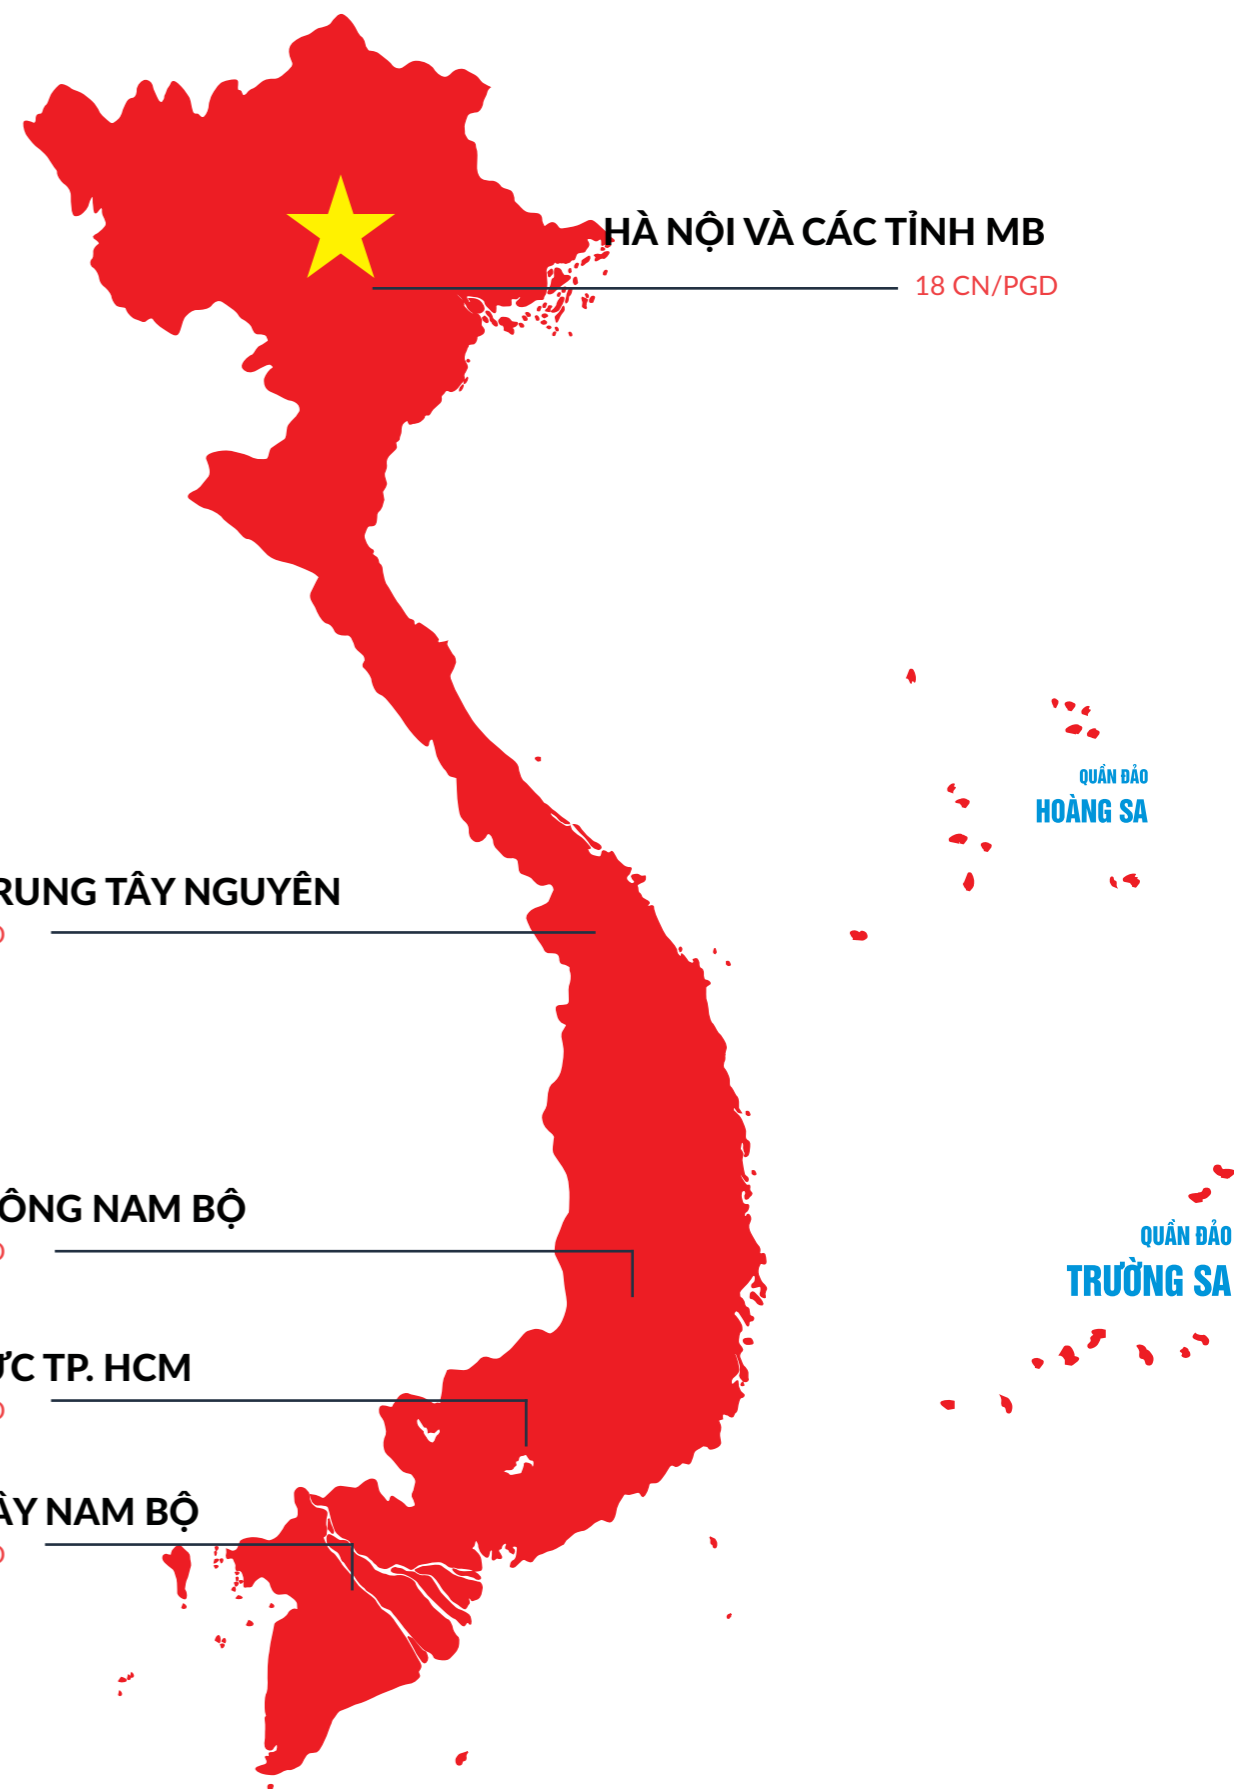 HÀ NỘI VÀ CÁC TỈNH MB
18 CN/PGD
QUẦN ĐẢO
HOÀNG SA
RUNG TÂY NGUYÊN
ÔNG NAM BỘ
QUẦN ĐẢO
TRƯỜNG SA
ỰC TP. HCM
ÂY NAM BỘ